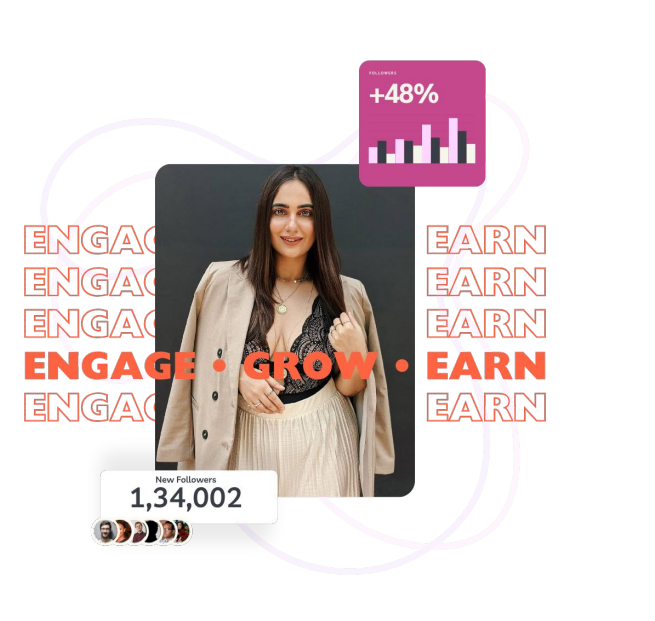 FOLLOWERS
+48%
ENGAG EARN
ENGAG EARN
ENGAG EARN
ENGAGE • GROW • EARN
ENGAG EARN
New Followers
1,34,002